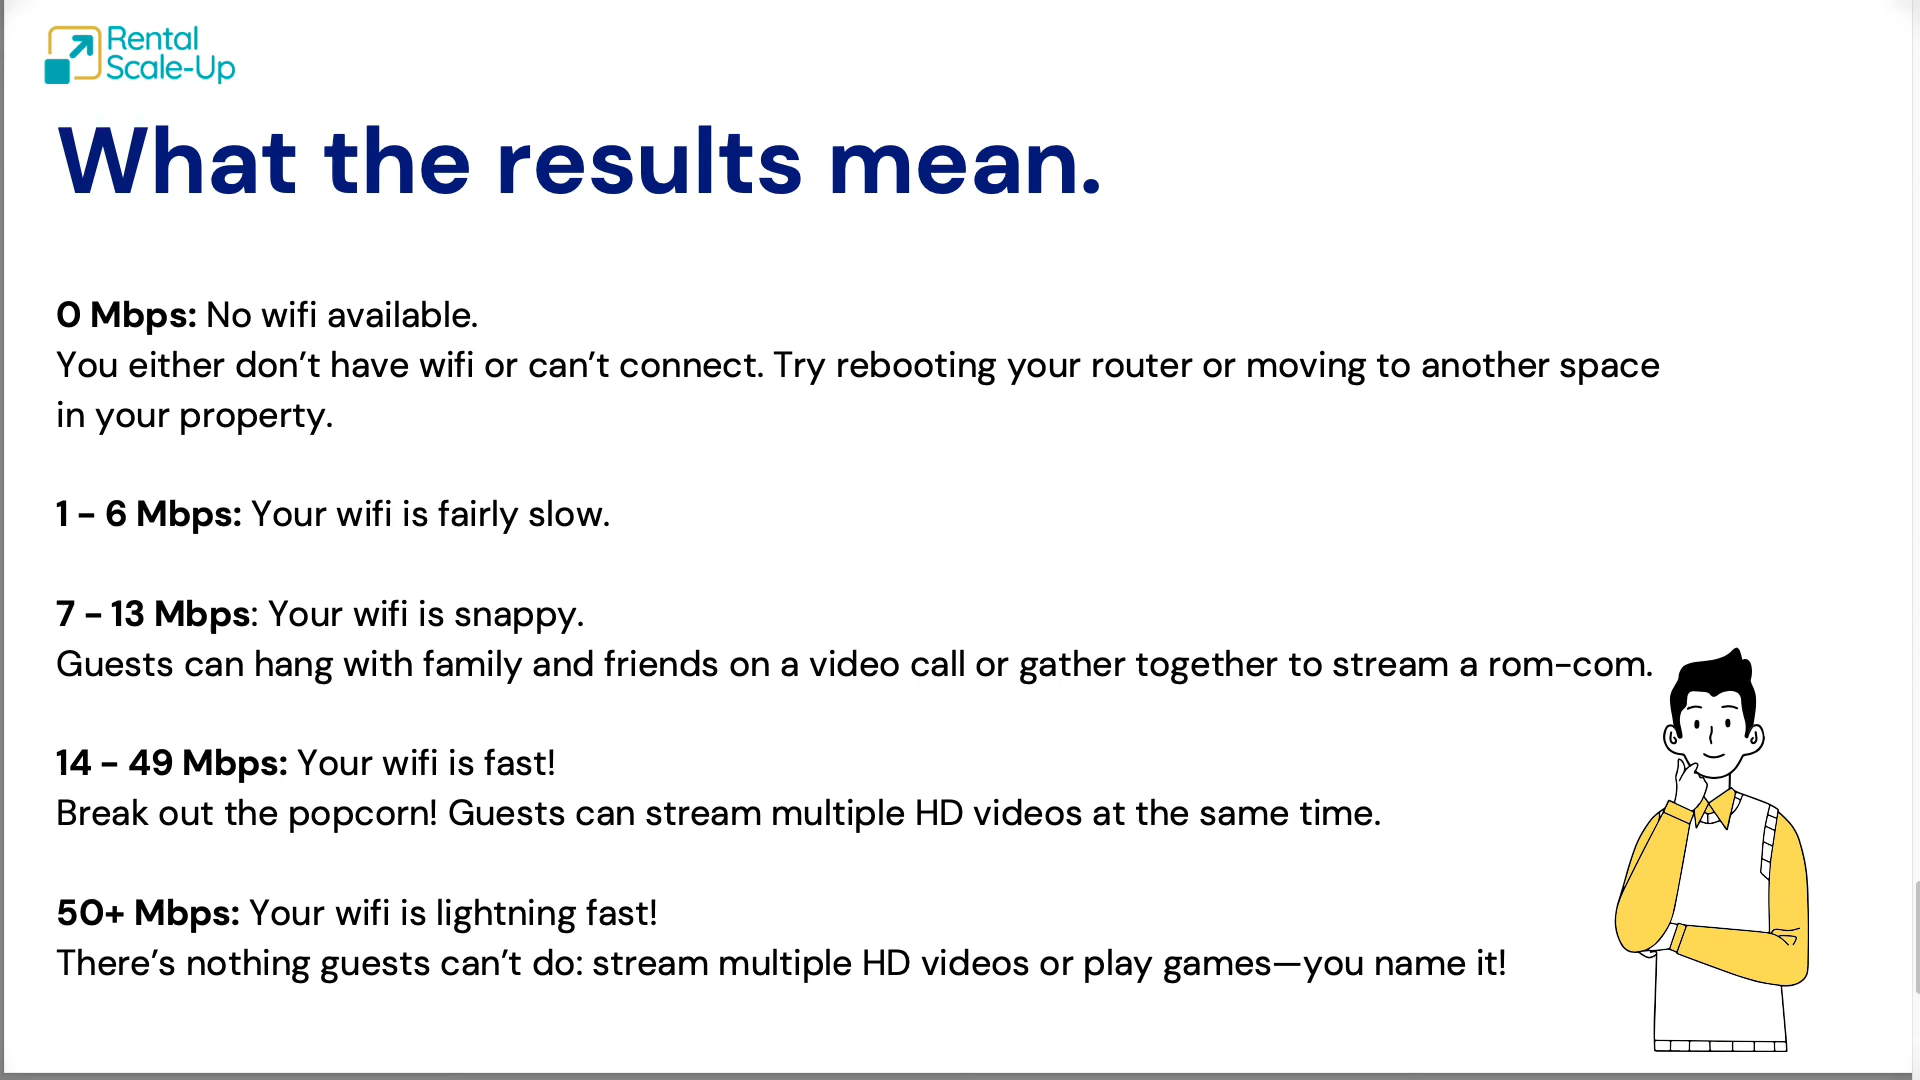 Rental
Scale-Up
What the results mean.
0 Mbps: No wifi available.
You either don’t have wifi or can’t connect. Try rebooting your router or moving to another space
in your property.
1 – 6 Mbps: Your wifi is fairly slow.
7 – 13 Mbps: Your wifi is snappy.
Guests can hang with family and friends on a video call or gather together to stream a rom-com.
14 – 49 Mbps: Your wifi is fast!
Break out the popcorn! Guests can stream multiple HD videos at the same time.
50+ Mbps: Your wifi is lightning fast!
There’s nothing guests can’t do: stream multiple HD videos or play games—you name it!